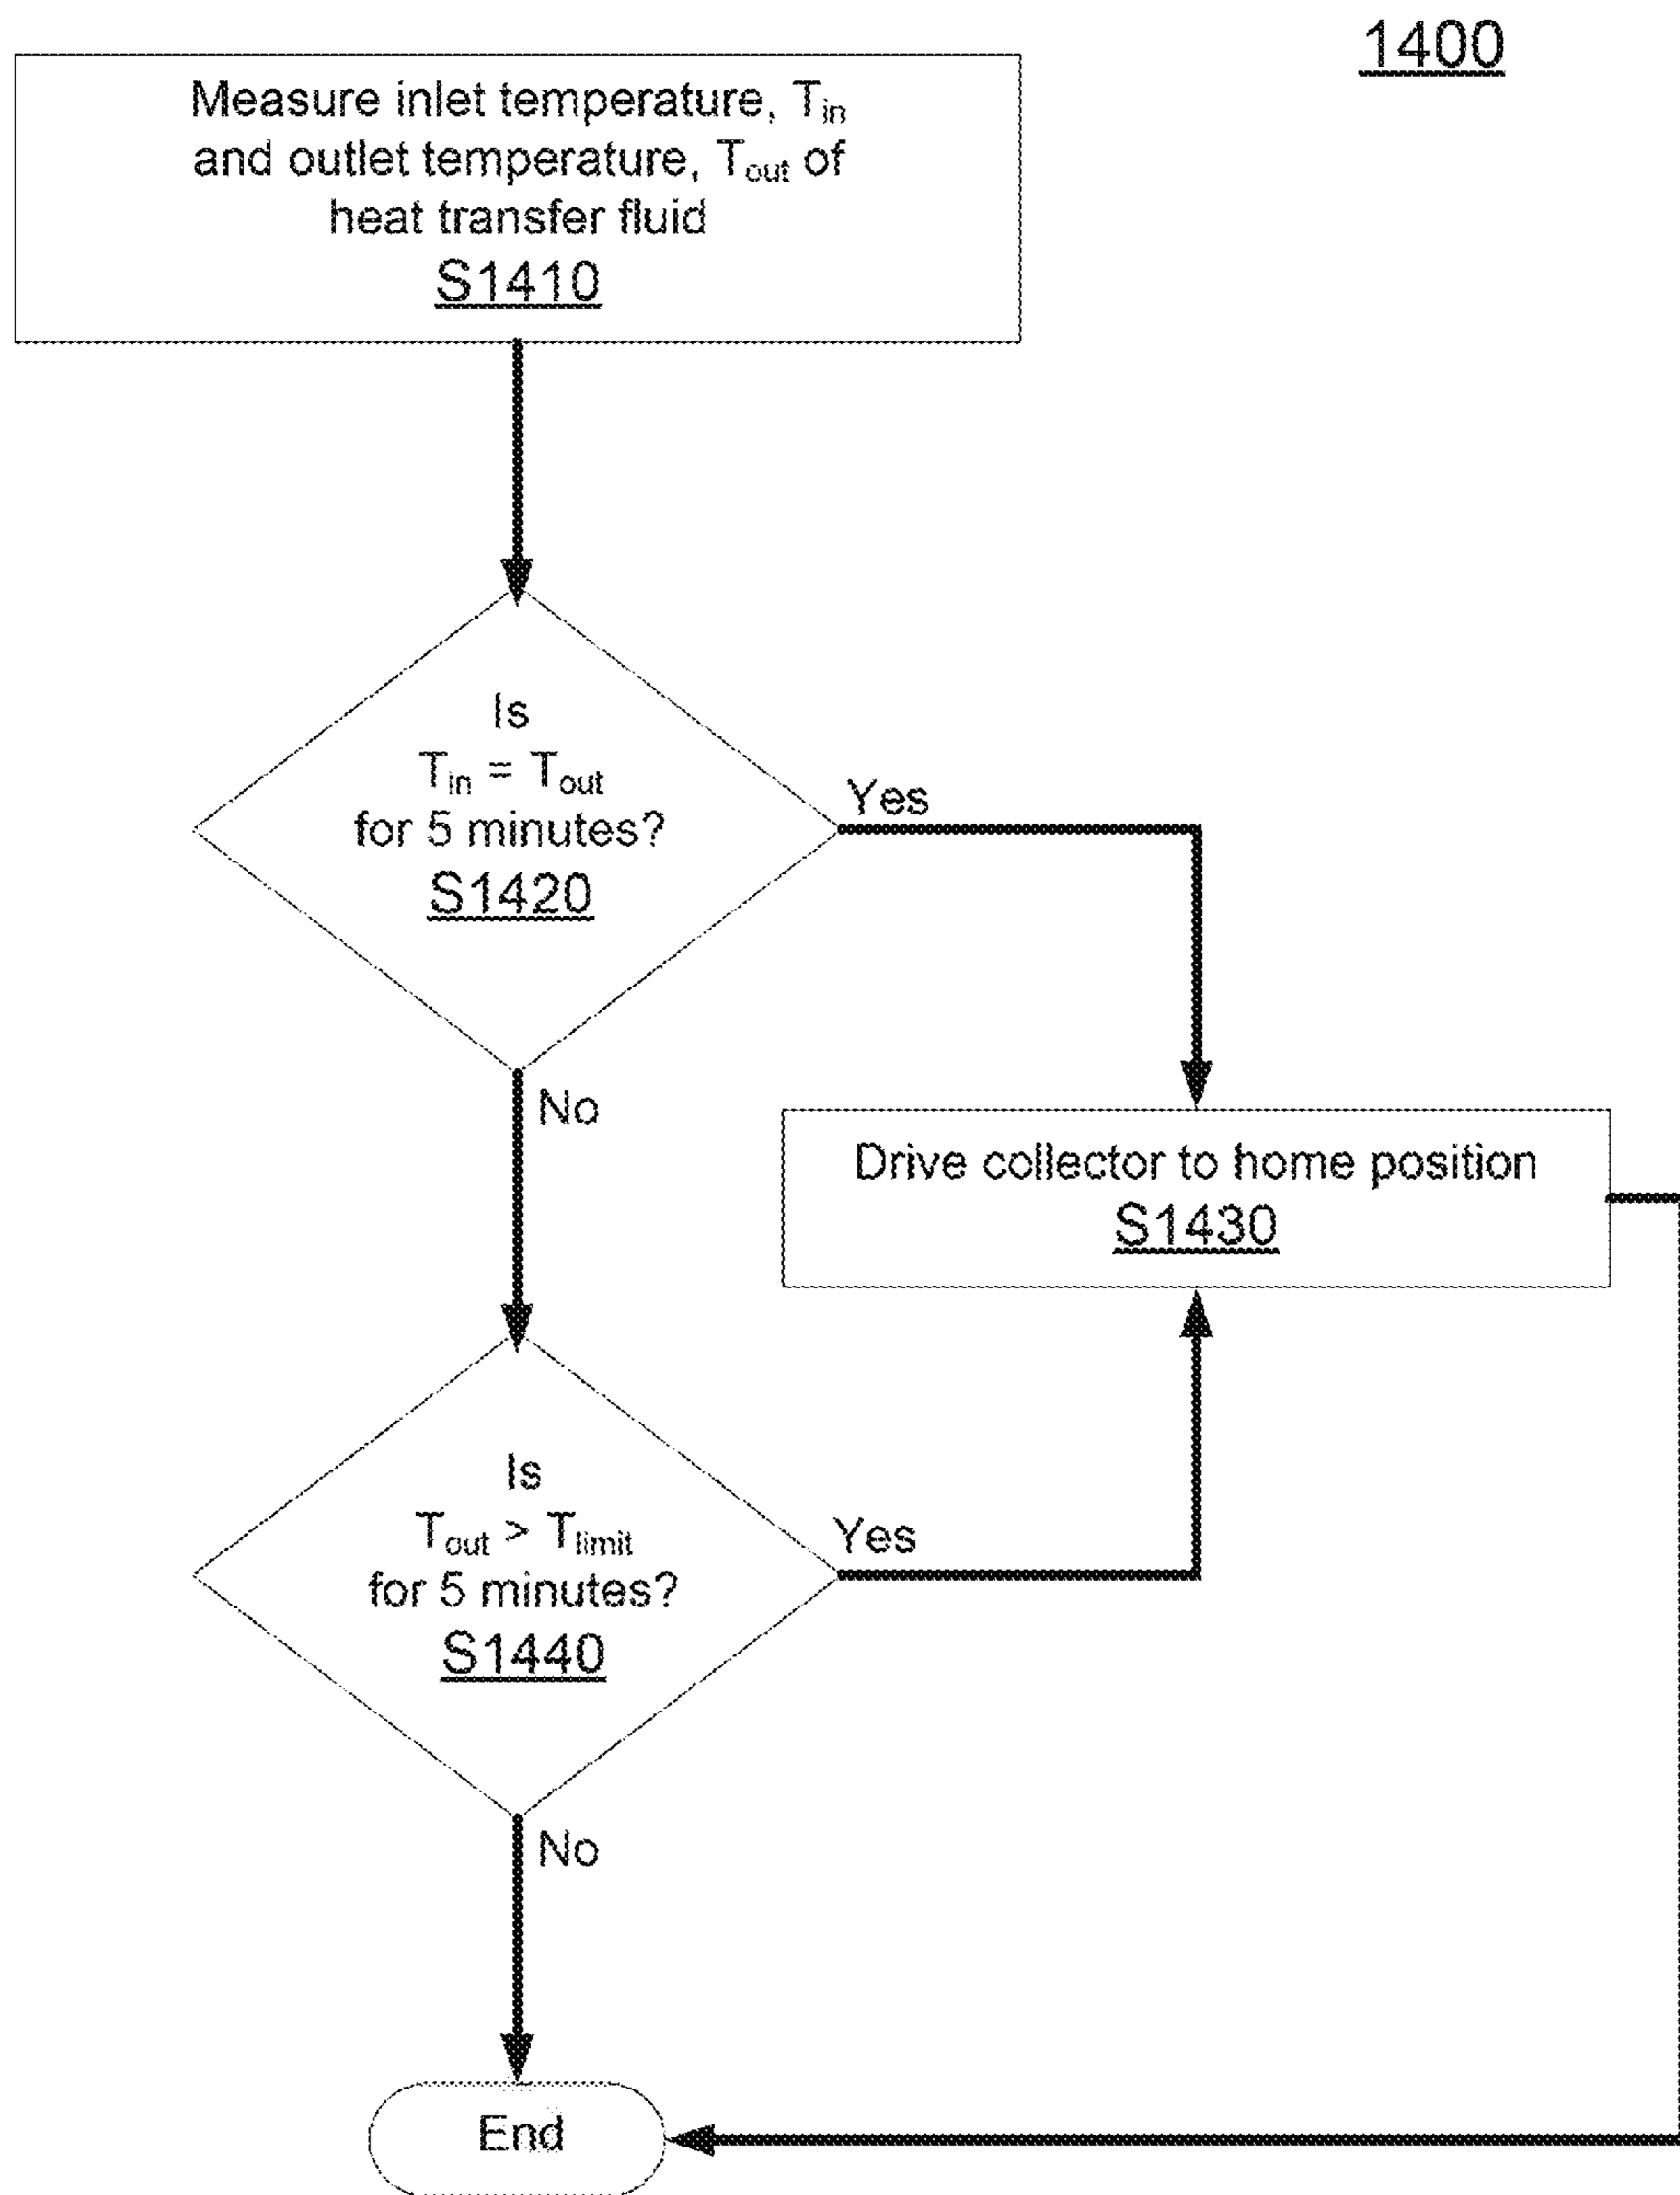 1400
Measure inlet temperature, Tin
and outlet temperature, Tout of
heat transfer fluid
S1410
Is
Tin = Tout
for 5 minutes?
S1420
Yes
No
Drive collector to home position
S1430
Is
Tout > Tlimit
for 5 minutes?
S1440
Yes
No
End